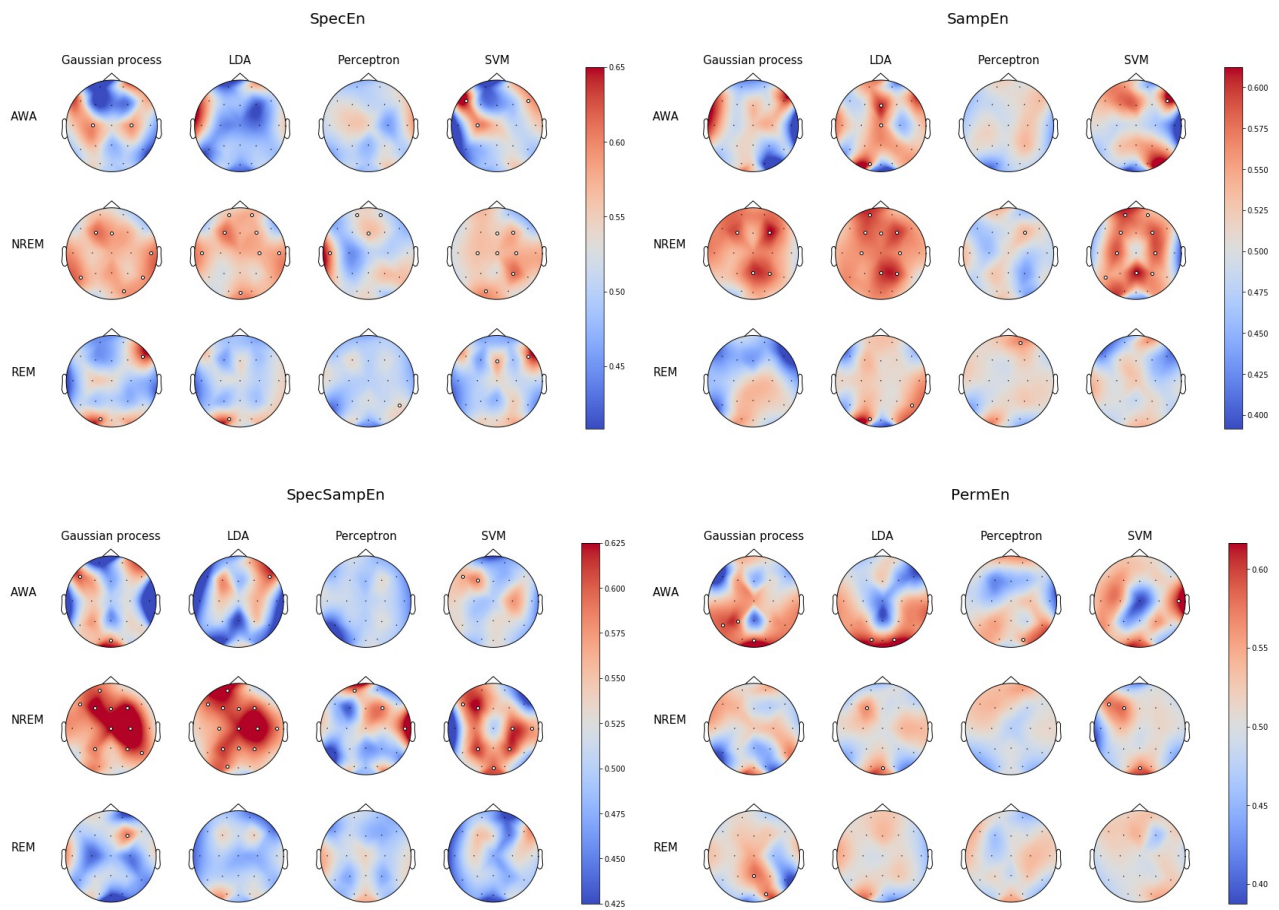 SpecEn
Gaussian process LDA Perceptron SVM
AWA
NREM
REM
0.65
0.60
0.55
0.50
0.45
SampEn
Gaussian process LDA Perceptron SVM
AWA
NREM
REM
0.600
0.575
0.550
0.525
0.500
0.475
0.450
0.425
0.400
SpecSampEn
Gaussian process LDA Perceptron SVM
AWA
NREM
REM
0.625
0.600
0.575
0.550
0.525
0.500
0.475
0.450
0.425
PermEn
Gaussian process LDA Perceptron SVM
AWA
NREM
REM
0.60
0.55
0.50
0.45
0.40